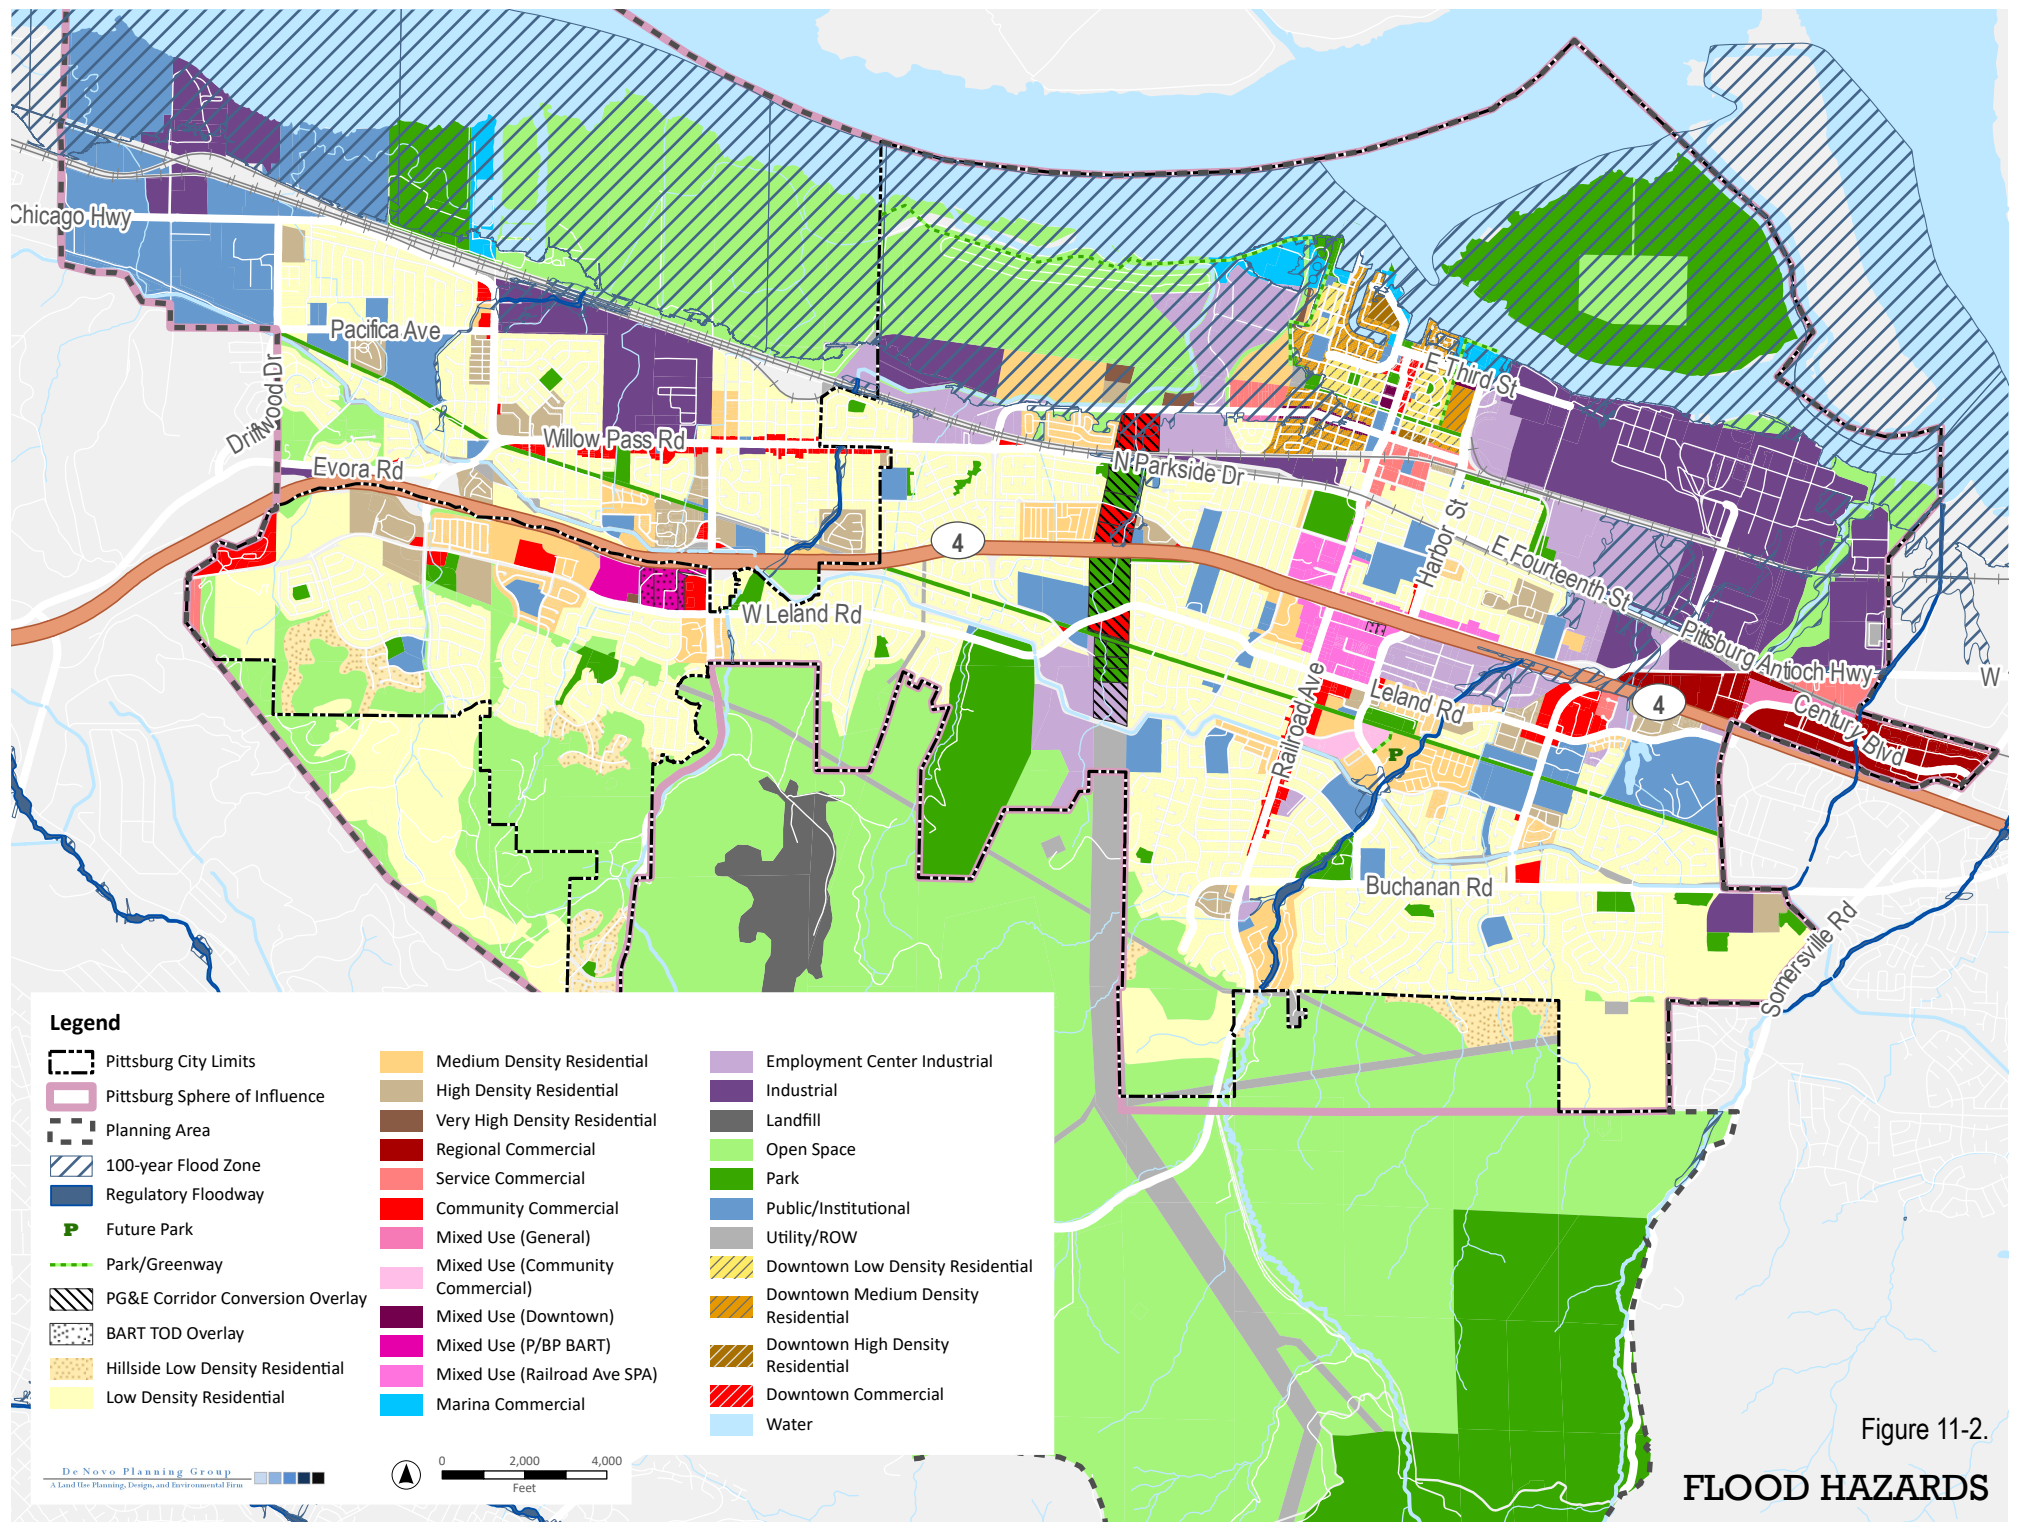 Chicago Hwy
Pacifica Ave
Driftwood Dr
Evora Rd
Willow Pass Rd
4
W Leland Rd
N Parkside Dr
E Third St
Harbor St
E Fourteenth St
Pittsburg Antioch Hwy
W
4
Century Blvd
Leland Rd
Railroad Ave
P
Buchanan Rd
Somersville Rd
Legend
Pittsburg City Limits
Pittsburg Sphere of Influence
Planning Area
100-year Flood Zone
Regulatory Floodway
P Future Park
Park/Greenway
PG&E Corridor Conversion Overlay
BART TOD Overlay
Hillside Low Density Residential
Low Density Residential
Medium Density Residential
High Density Residential
Very High Density Residential
Regional Commercial
Service Commercial
Community Commercial
Mixed Use (General)
Mixed Use (Community
Commercial)
Mixed Use (Downtown)
Mixed Use (P/BP BART)
Mixed Use (Railroad Ave SPA)
Marina Commercial
Employment Center Industrial
Industrial
Landfill
Open Space
Park
Public/Institutional
Utility/ROW
Downtown Low Density Residential
Downtown Medium Density
Residential
Downtown High Density
Residential
Downtown Commercial
Water
De Novo Planning Group
A Land Use Planning, Design, and Environmental Firm
0 2,000 4,000
Feet
Figure 11-2.
FLOOD HAZARDS